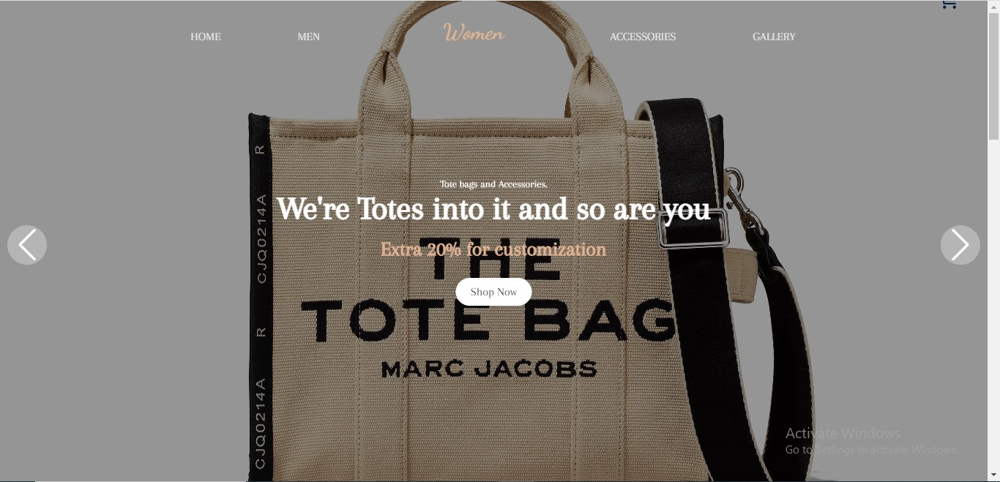 HOME MEN Women ACCESSORIES GALLERY
R
CJQ0214A
R
CJQ0214A
Tote bags and Accessories.
We're Totes into it and so are you
Extra 20% for customization
THE
Shop Now
TOTE BAG
MARC JACOBS
Activate Windows
Go to Settings to activate Windows.